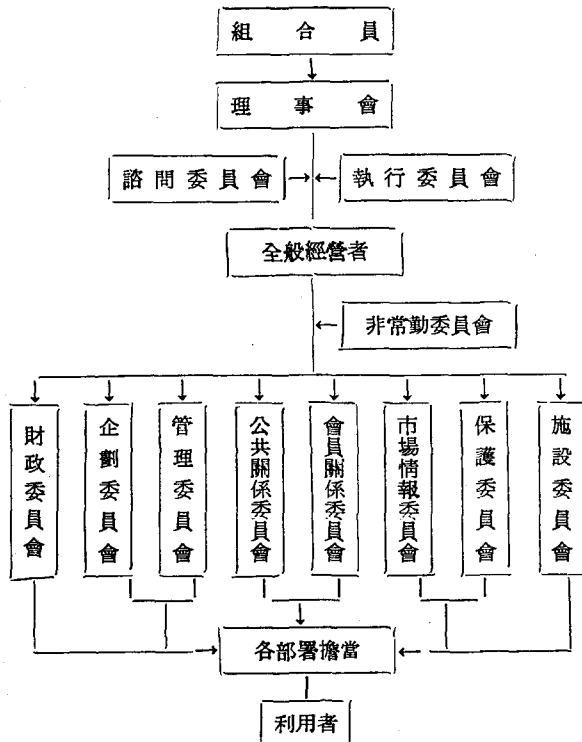 組合員
理事會
諮問委員會
執行委員會
全般經營者
非常勤委員會
財政委員會
企劃委員會
管理委員會
公共關係委員會
會員關係委員會
市場情報委員會
保護委員會
施設委員會
各部署擔當
利用者